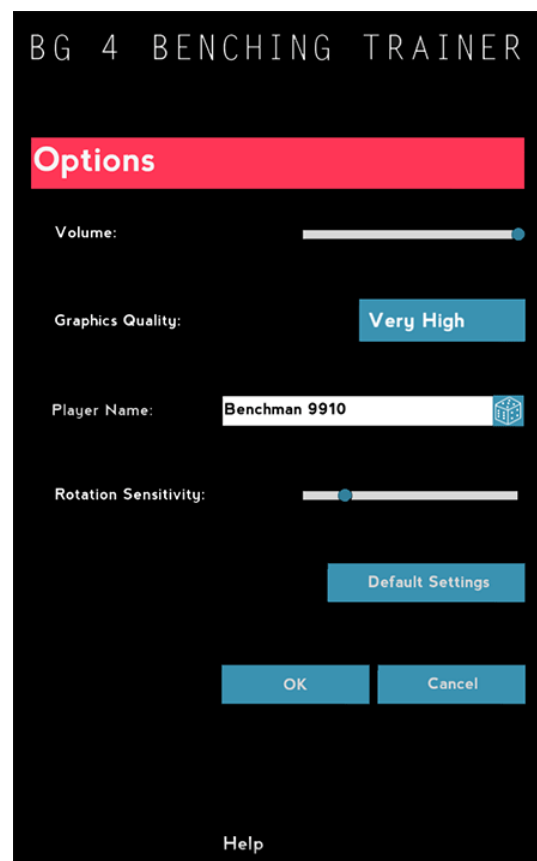 BG 4 BENCHING TRAINER
Options
Volume:
Graphics Quality: Very High
Player Name: Benchman 9910
Rotation Sensitivity:
Default Settings
OK Cancel
Help